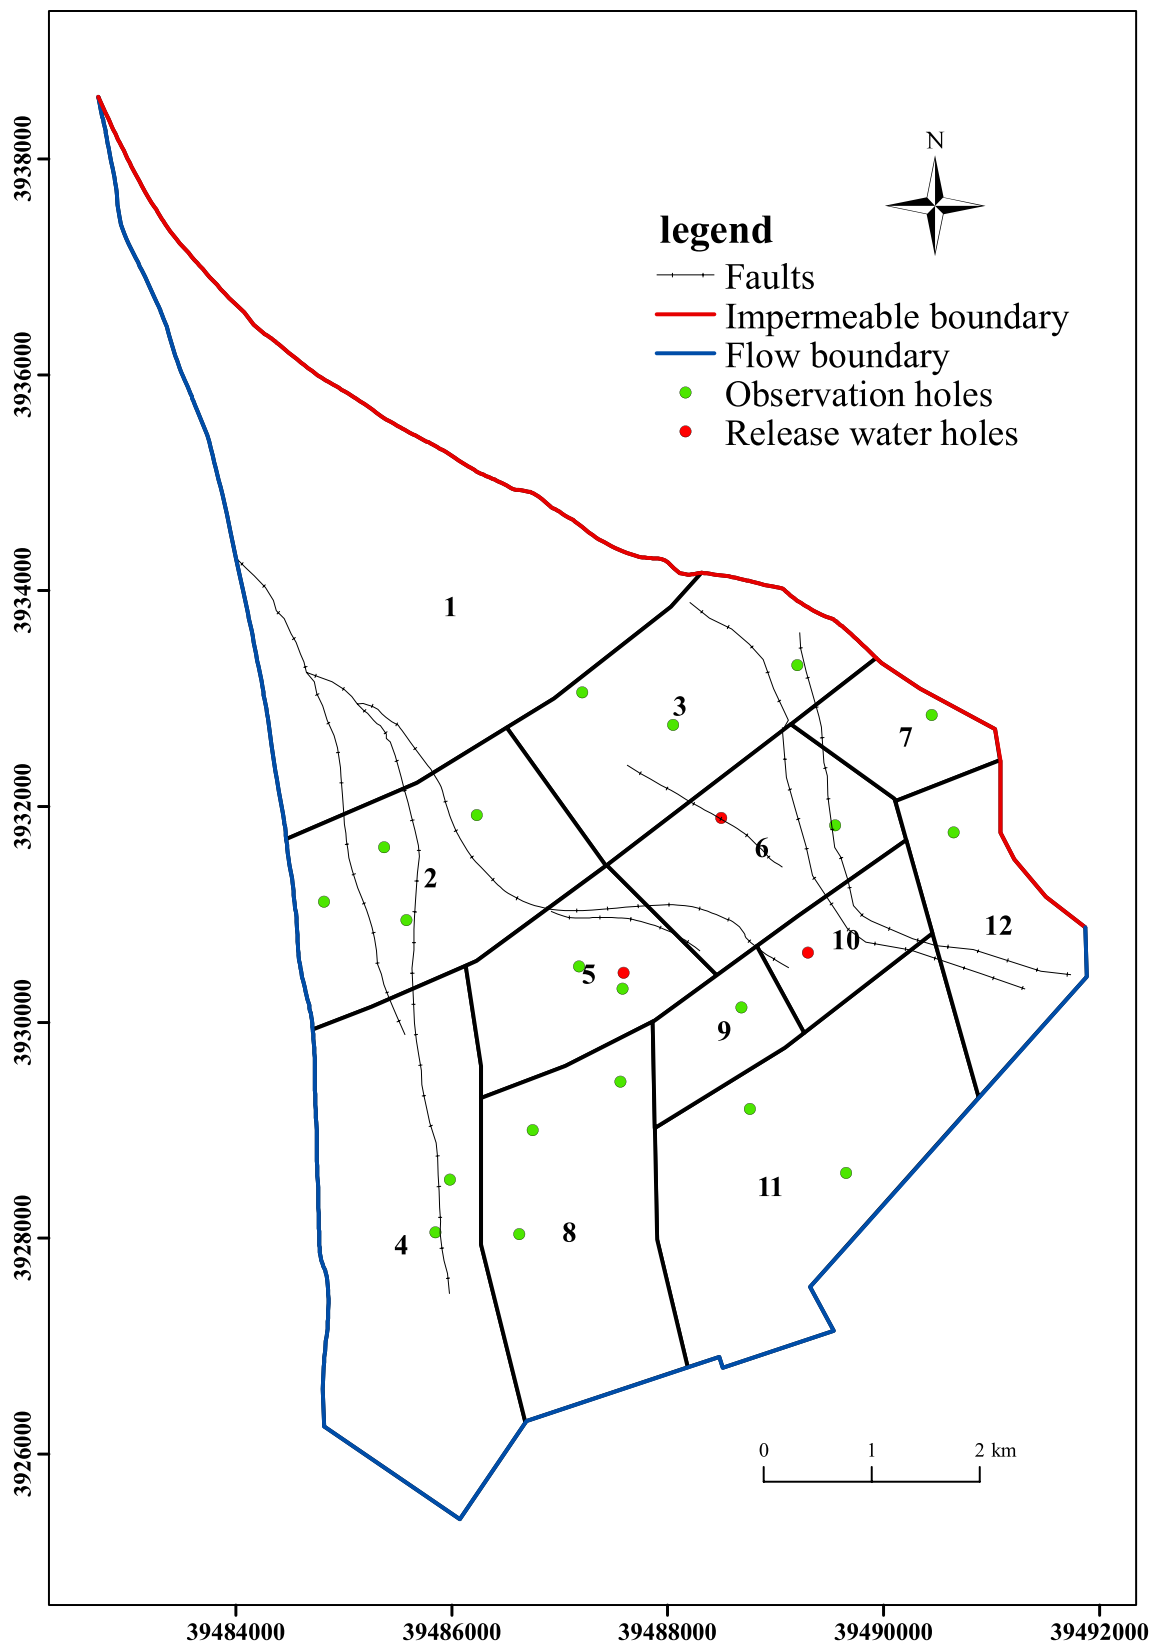 N
legend
Faults
Impermeable boundary
Flow boundary
Observation holes
Release water holes
3938000
3936000
3934000
3932000
3930000
3928000
3926000
1
3
7
6
2
12
10
5
9
11
8
4
0 1 2 km
39484000 39486000 39488000 39490000 39492000